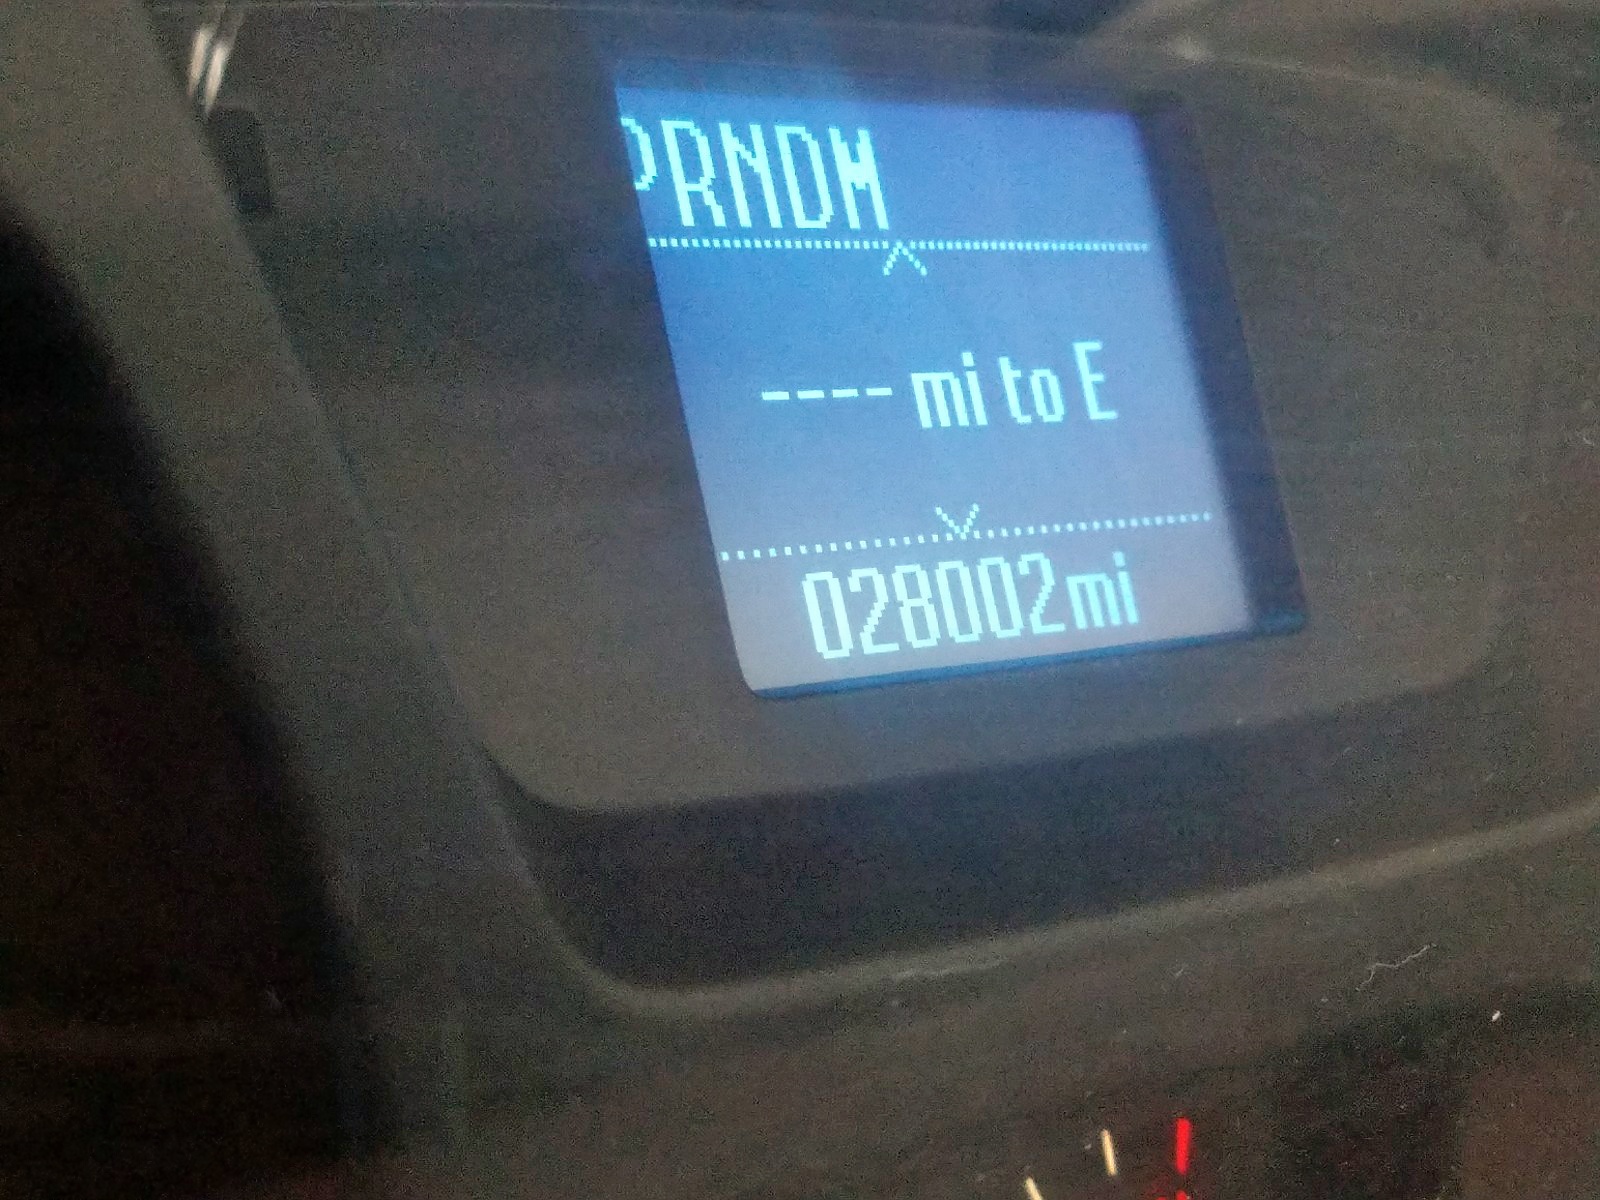 PRNDM
---- mi to E
028002mi